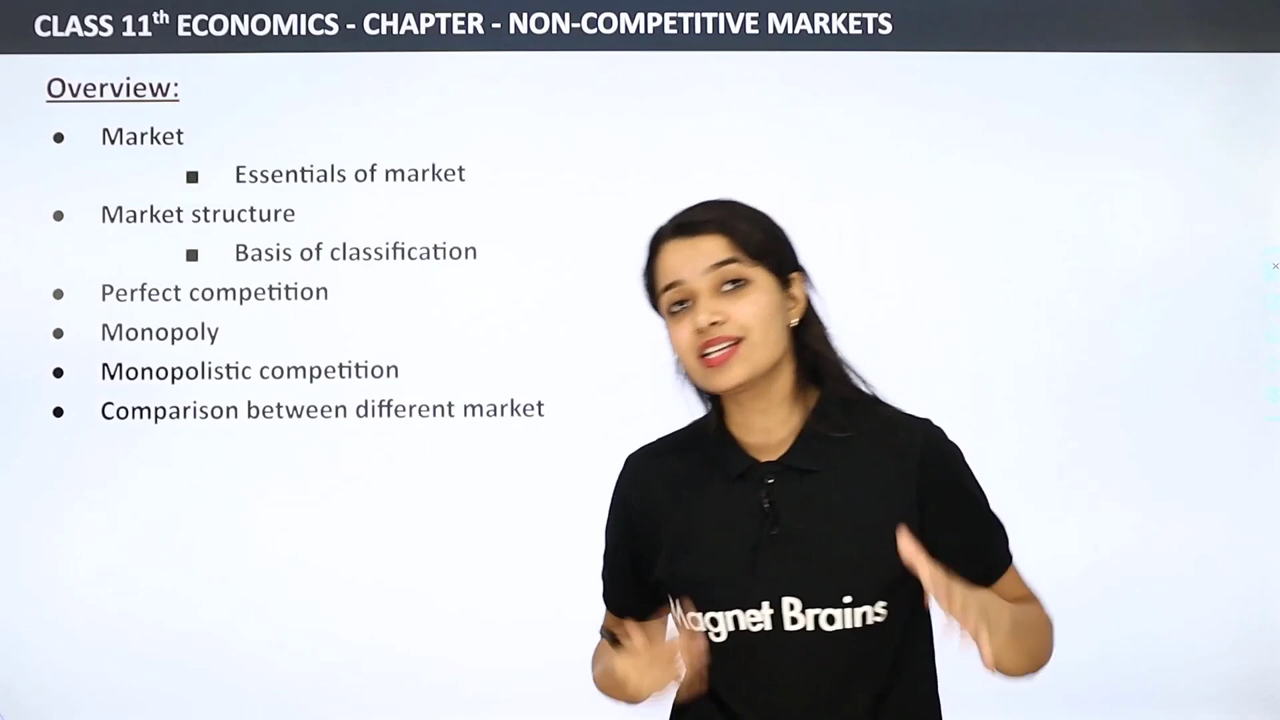 CLASS 11th ECONOMICS - CHAPTER - NON-COMPETITIVE MARKETS
Overview:
● Market
■ Essentials of market
● Market structure
■ Basis of classification
● Perfect competition
● Monopoly
● Monopolistic competition
● Comparison between different market
Magnet Brains